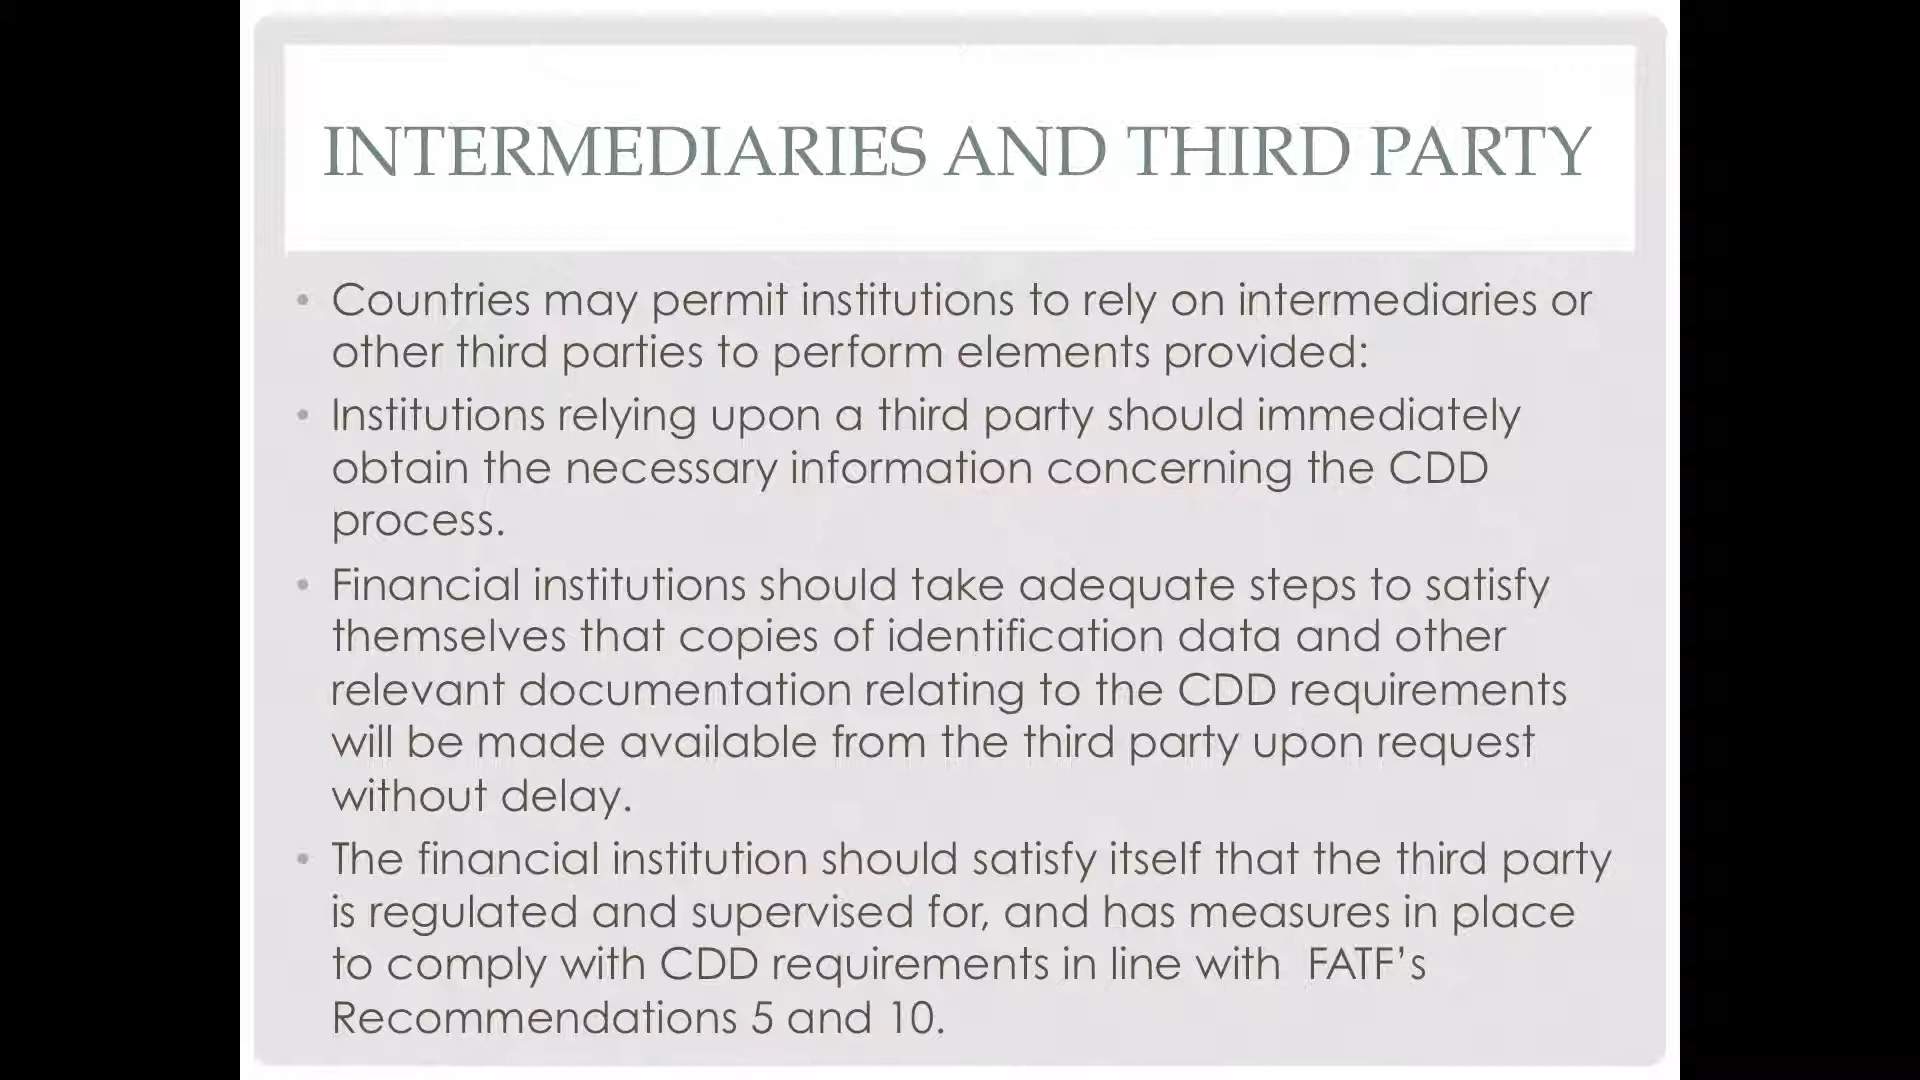 INTERMEDIARIES AND THIRD PARTY
• Countries may permit institutions to rely on intermediaries or
other third parties to perform elements provided:
• Institutions relying upon a third party should immediately
obtain the necessary information concerning the CDD
process.
• Financial institutions should take adequate steps to satisfy
themselves that copies of identification data and other
relevant documentation relating to the CDD requirements
will be made available from the third party upon request
without delay.
• The financial institution should satisfy itself that the third party
is regulated and supervised for, and has measures in place
to comply with CDD requirements in line with  FATF’s
Recommendations 5 and 10.